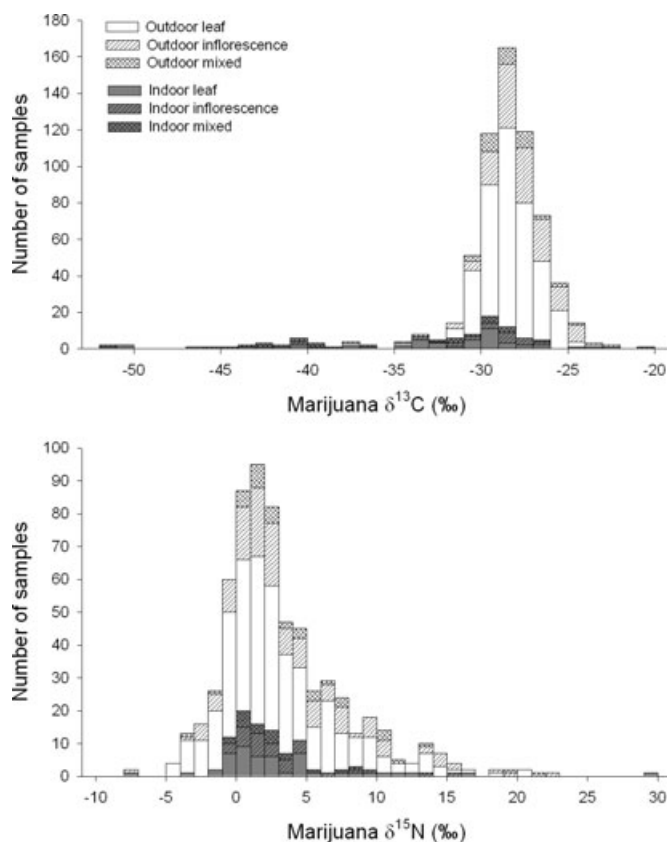 180
160
140
120
100
80
60
40
20
0
Number of samples
Outdoor leaf
Outdoor inflorescence
Outdoor mixed
Indoor leaf
Indoor inflorescence
Indoor mixed
-50 -45 -40 -35 -30 -25 -20
Marijuana δ¹³C (‰)
100
90
80
70
60
50
40
30
20
10
0
Number of samples
-10 -5 0 5 10 15 20 25 30
Marijuana δ¹⁵N (‰)